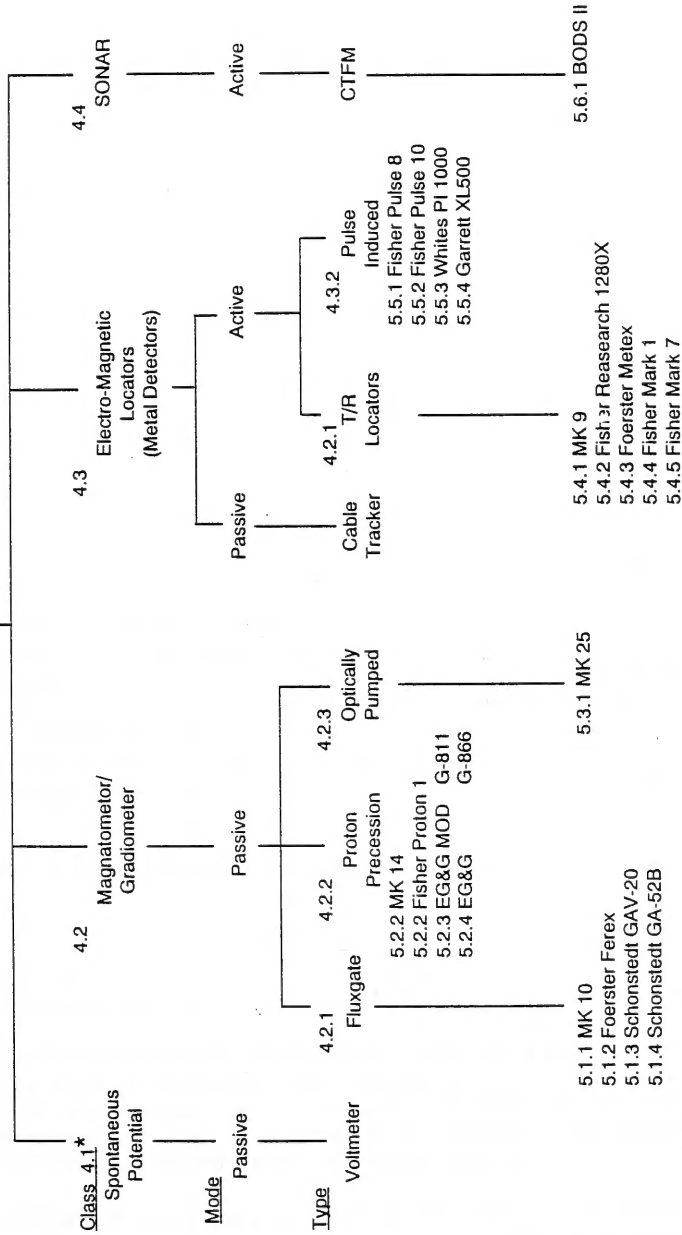 Class 4.1*
Spontaneous
Potential
4.2
Magnatometor/
Gradiometer
4.3
Electro-Magnetic
Locators
(Metal Detectors)
4.4
SONAR
Mode
Passive
Passive
Passive
Active
Active
Type
Voltmeter
4.2.1
Fluxgate
4.2.2
Proton
Precession
4.2.3
Optically
Pumped
Cable
Tracker
4.2.1
T/R
Locators
4.3.2
Pulse
Induced
CTFM
5.2.2 MK 14
5.2.2 Fisher Proton 1
5.2.3 EG&G MOD G-811
5.2.4 EG&G G-866
5.5.1 Fisher Pulse 8
5.5.2 Fisher Pulse 10
5.5.3 Whites PI 1000
5.5.4 Garrett XL500
5.1.1 MK 10
5.1.2 Foerster Ferex
5.1.3 Schonstedt GAV-20
5.1.4 Schonstedt GA-52B
5.3.1 MK 25
5.4.1 MK 9
5.4.2 Fisher Reasearch 1280X
5.4.3 Foerster Metex
5.4.4 Fisher Mark 1
5.4.5 Fisher Mark 7
5.6.1 BODS II